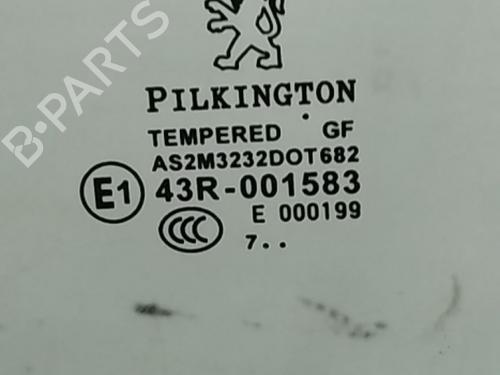 B-PARTS
PILKINGTON
TEMPERED GF
AS2M3232DOT682
E1 43R-001583
CCC E 000199
7..